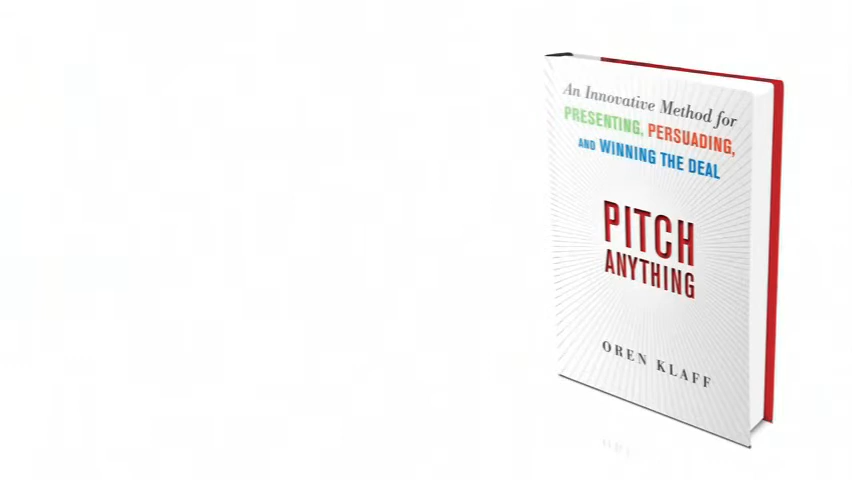 An Innovative Method for
PRESENTING, PERSUADING,
AND WINNING THE DEAL
PITCH
ANYTHING
OREN KLAFF